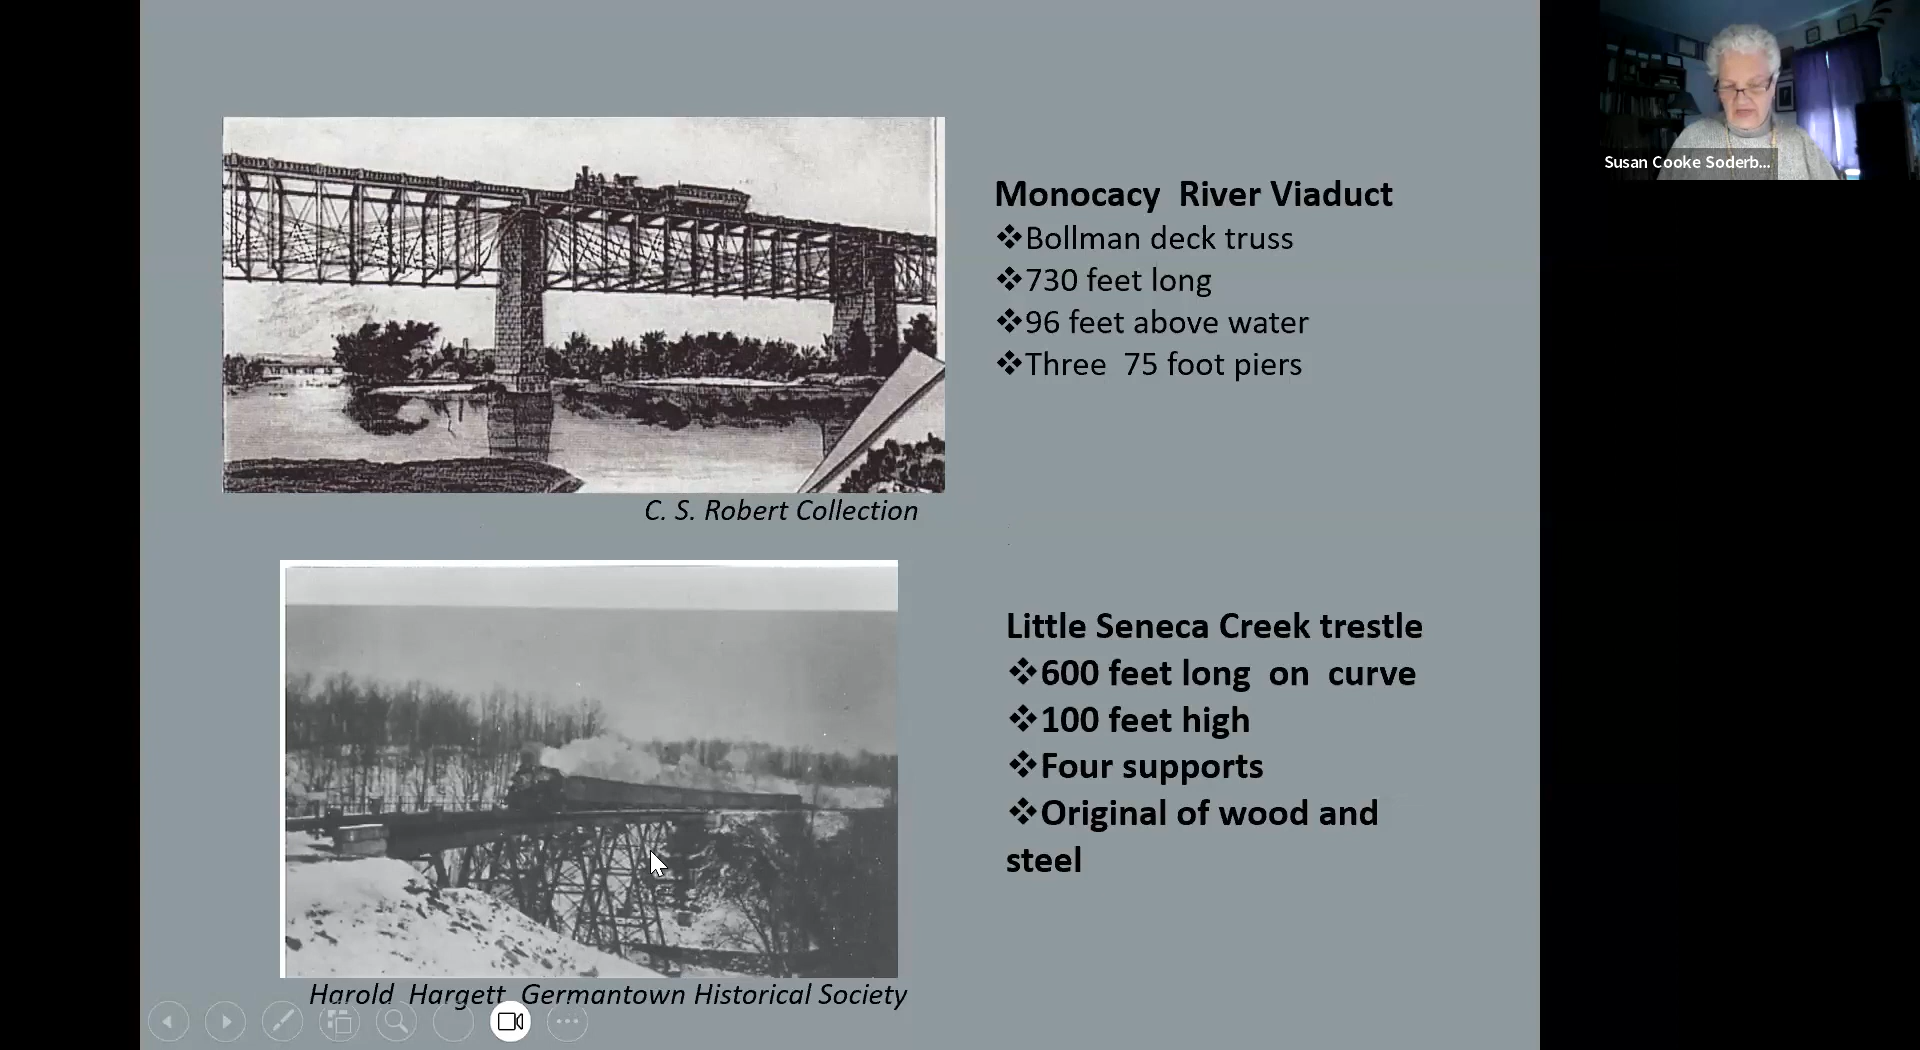 Monocacy River Viaduct
❖Bollman deck truss
❖730 feet long
❖96 feet above water
❖Three 75 foot piers
C. S. Robert Collection
Little Seneca Creek trestle
❖600 feet long on curve
❖100 feet high
❖Four supports
❖Original of wood and
steel
Harold Hargett Germantown Historical Society
Susan Cooke Soderb...